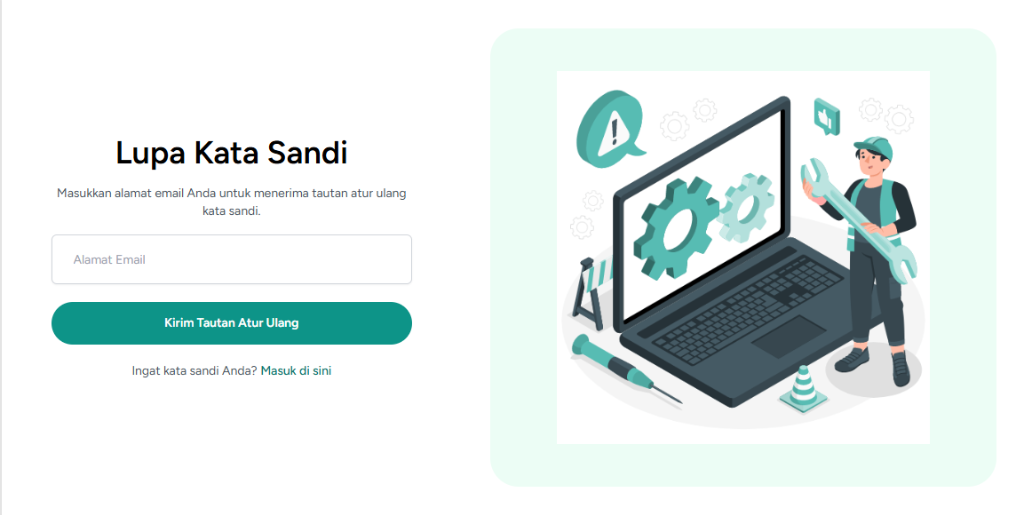 Lupa Kata Sandi
Masukkan alamat email Anda untuk menerima tautan atur ulang
kata sandi.
Alamat Email
Kirim Tautan Atur Ulang
Ingat kata sandi Anda? Masuk di sini